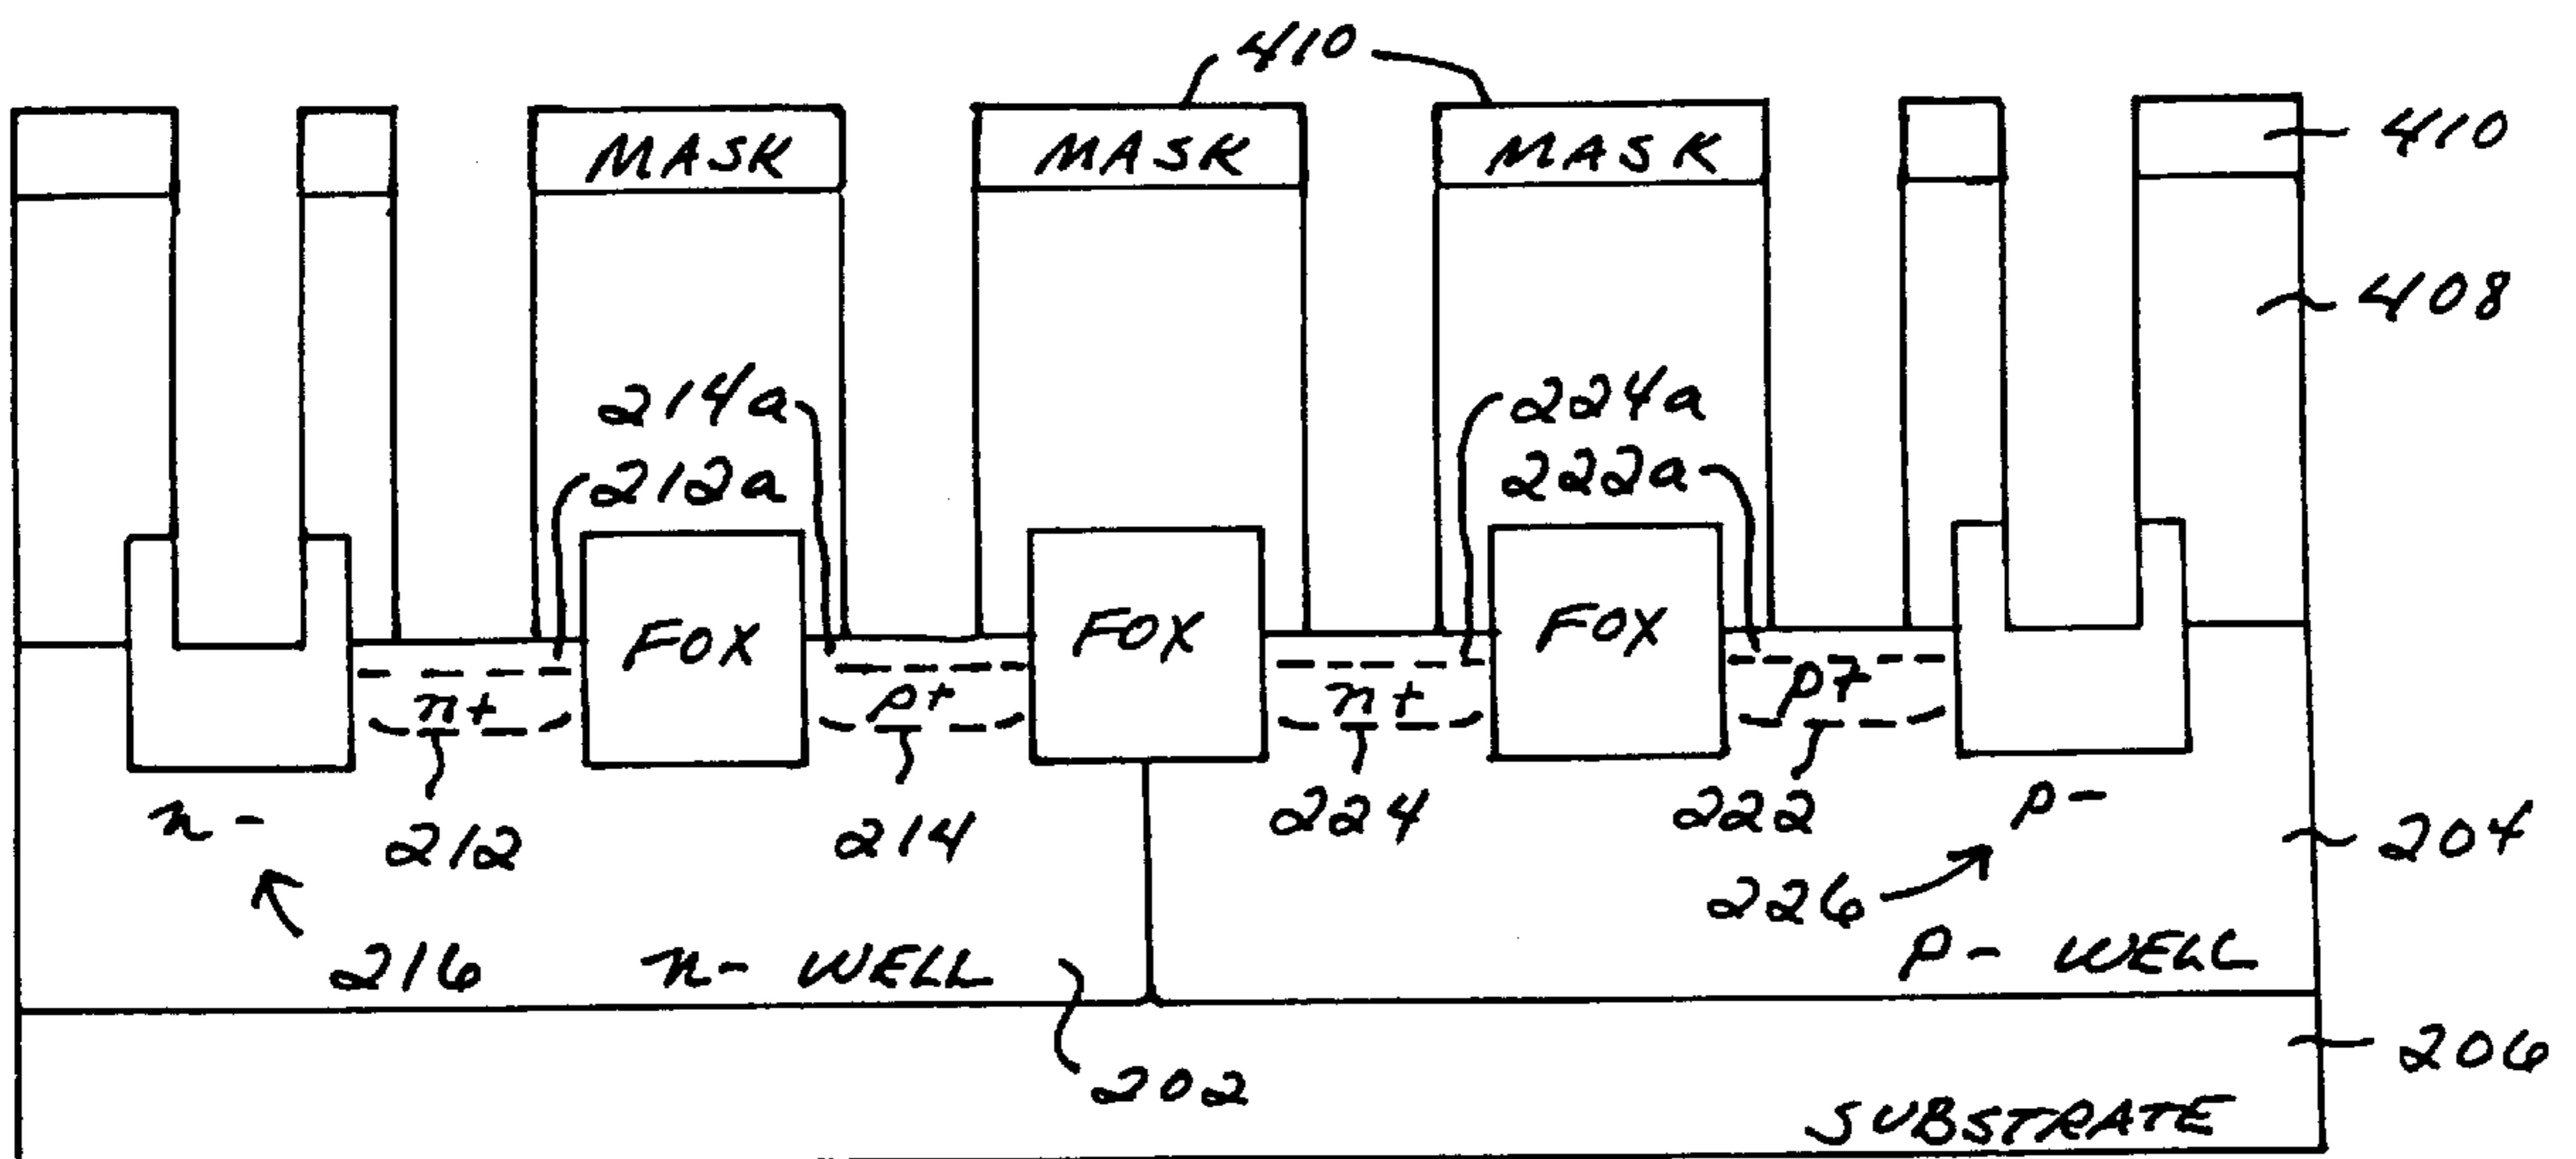 410
MASK MASK MASK 410
408
214a 224a
212a 222a
FOX FOX FOX
n+ p+ n+ p+
n- 212 214 224 222 p- 204
226
216 n- WELL P- WELL
202 206
SUBSTRATE